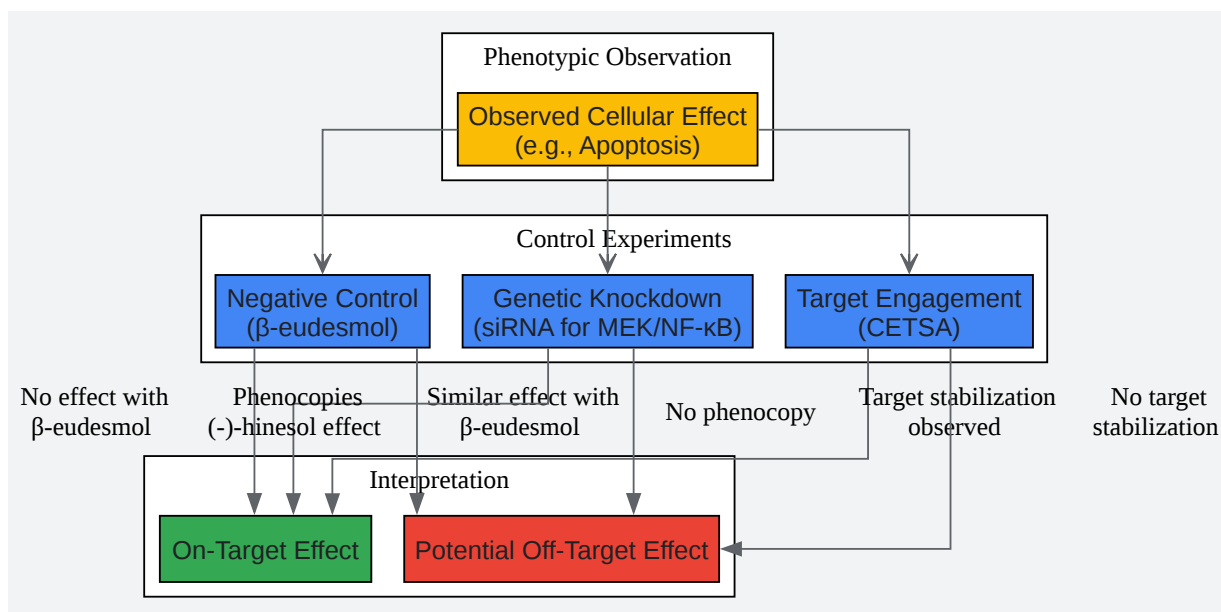 Phenotypic Observation
Observed Cellular Effect
(e.g., Apoptosis)
Control Experiments
Negative Control
(β-eudesmol)
Genetic Knockdown
(siRNA for MEK/NF-κB)
Target Engagement
(CETSA)
No effect with
β-eudesmol
Phenocopies
(-)-hinesol effect
Similar effect with
β-eudesmol
No phenocopy
Target stabilization
observed
No target
stabilization
Interpretation
On-Target Effect
Potential Off-Target Effect